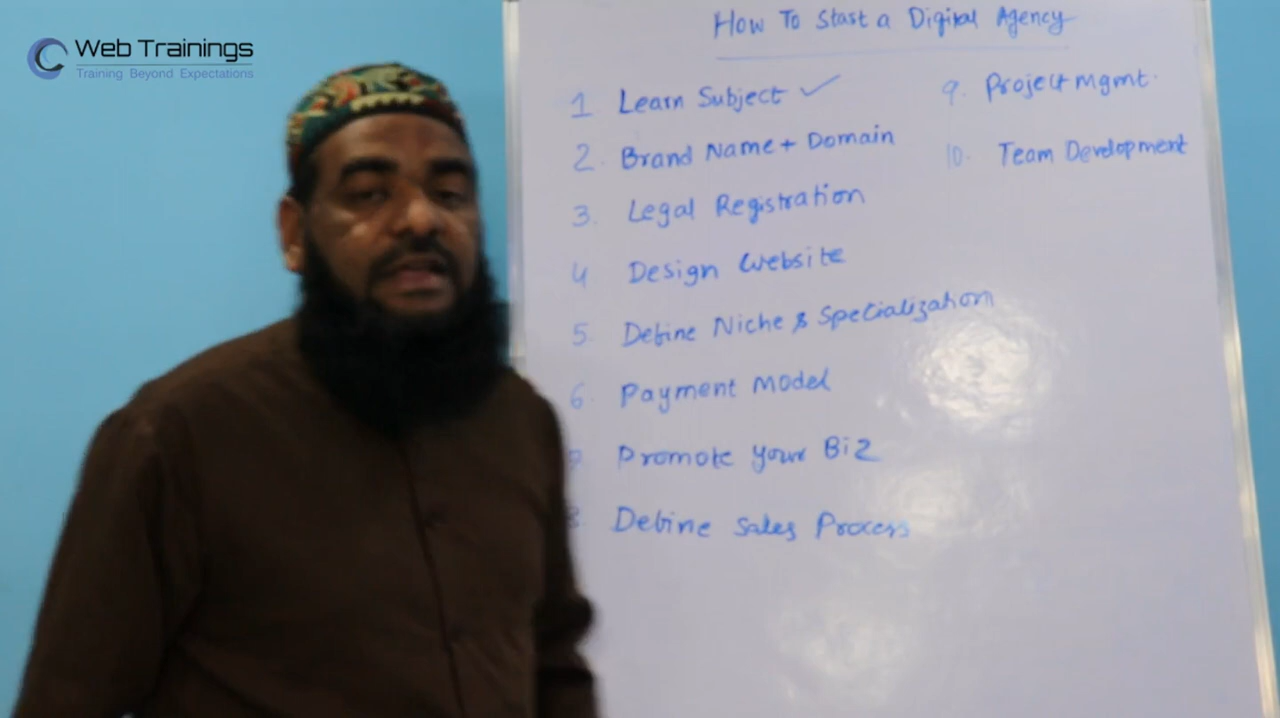 Web Trainings
Training Beyond Expectations
How To Start a Digital Agency
1 Learn Subject ✓
2. Brand Name + Domain
3. Legal Registration
4 Design Website
5. Define Niche & Specialization
6. Payment Model
7 Promote your Biz
8. Define Sales Process
9. Project Mgmt.
10. Team Development